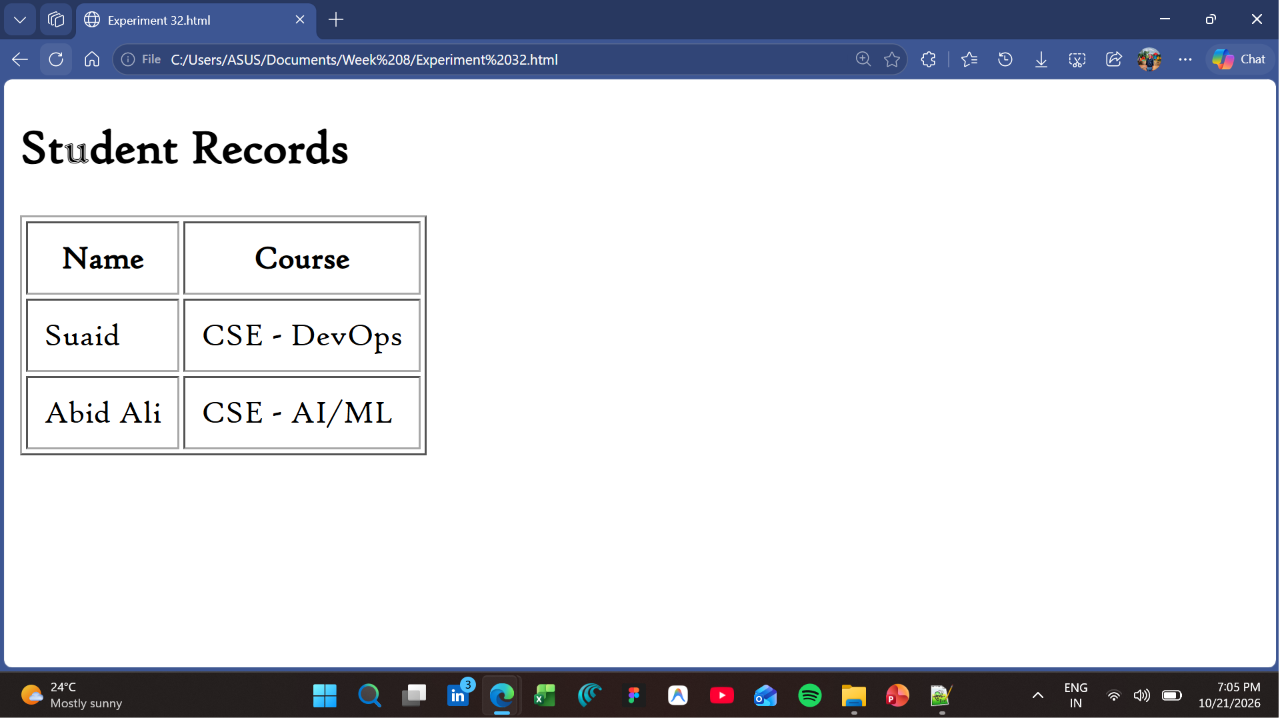 Experiment 32.html
File C:/Users/ASUS/Documents/Week%208/Experiment%2032.html
Chat
Student Records
Name Course
Suaid CSE - DevOps
Abid Ali CSE - AI/ML
24°C
Mostly sunny
3
ENG
IN
7:05 PM
10/21/2026